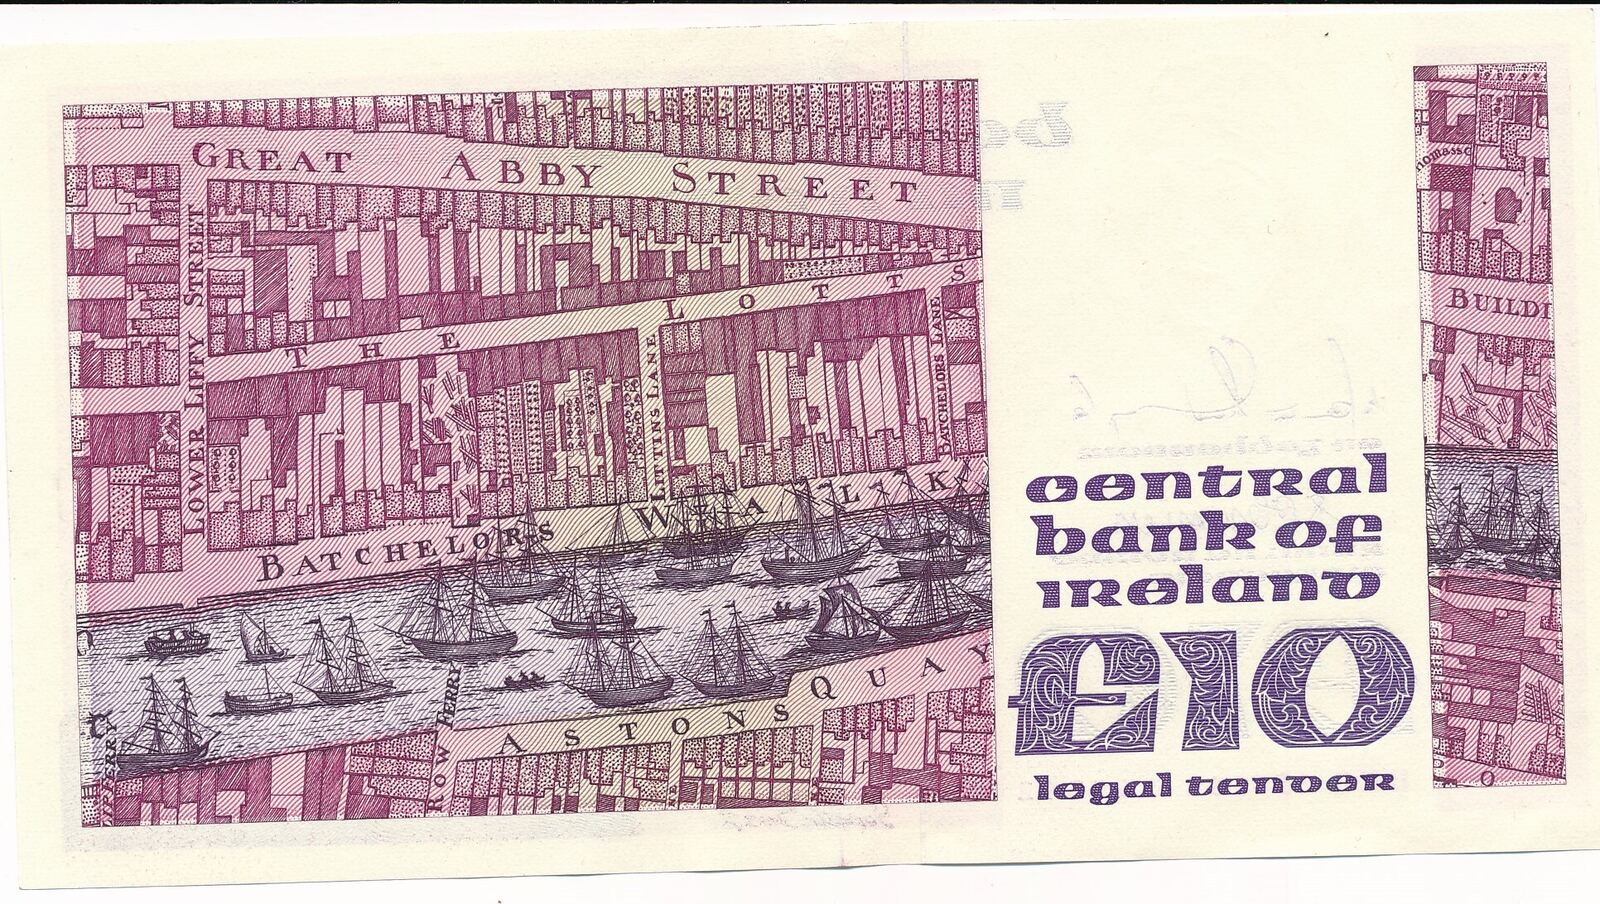 GREAT ABBY STREET
LOWER LIFFY STREET
THE LOTTS
LITTINS LANE
BATCHELORS LANE
BATCHELORS WALK
ROW FERRY
ASTONS QUAY
BUILDI
central
bank of
ireland
£10
legal tender
O